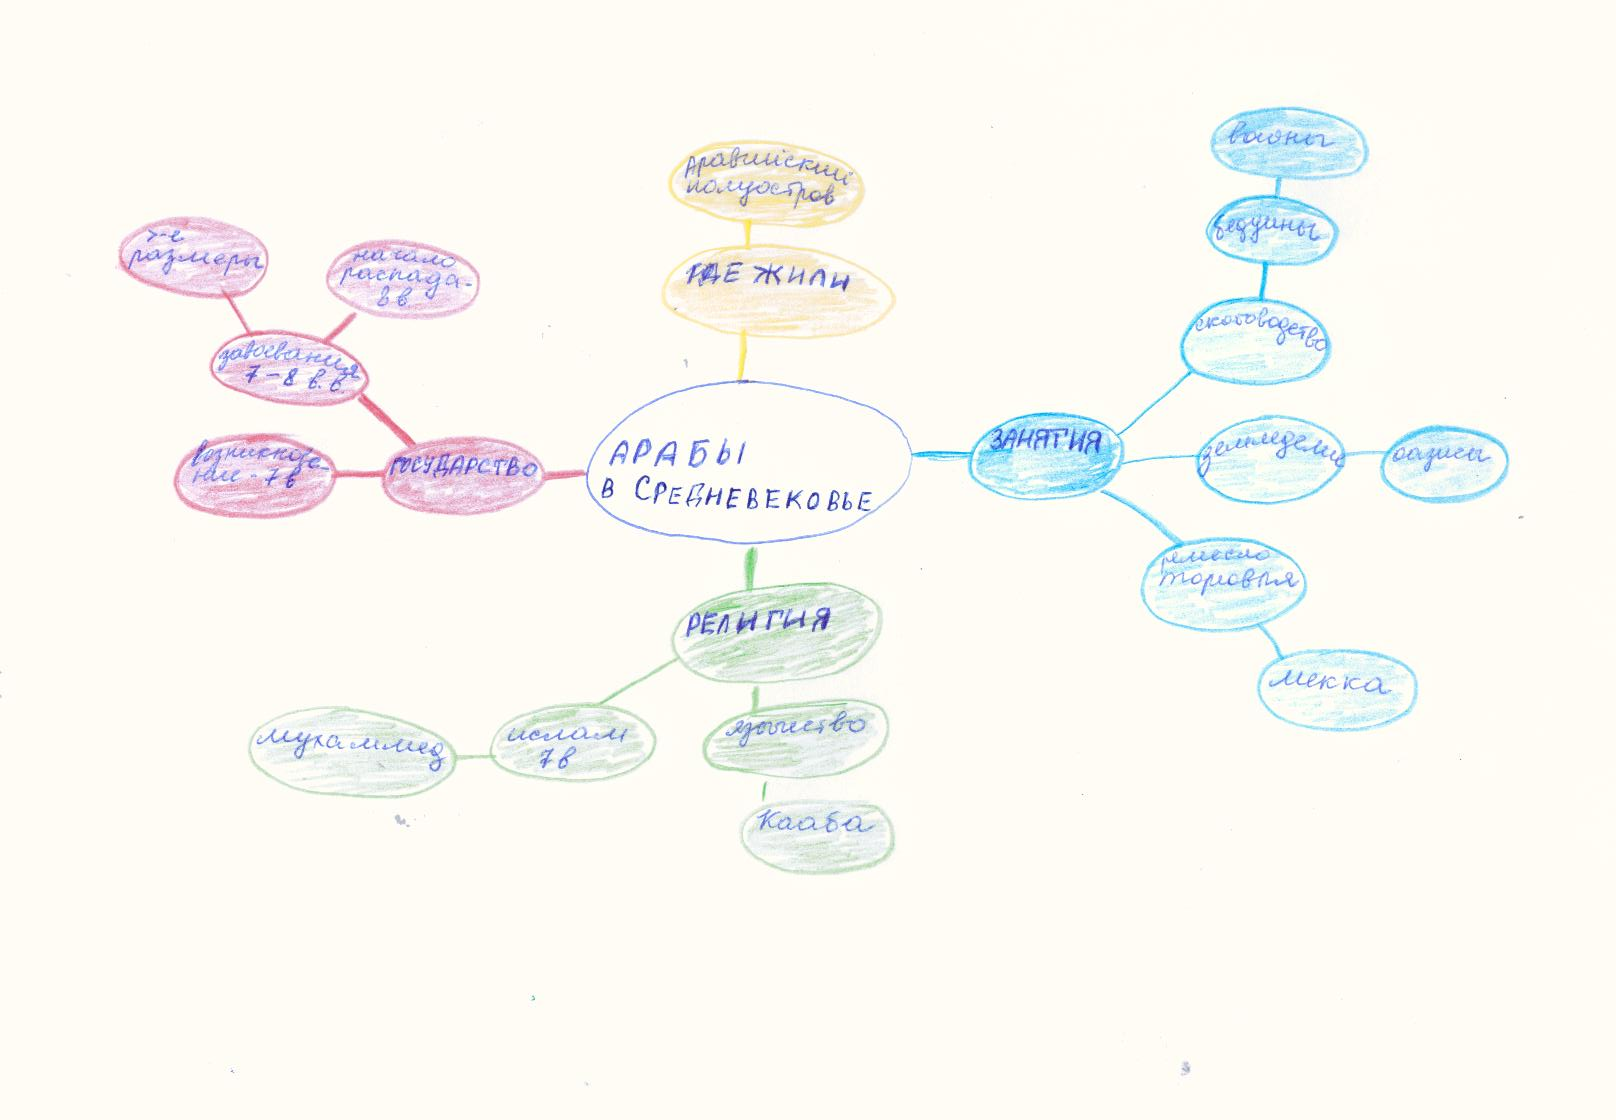 Аравийский
полуостров
ГДЕ ЖИЛИ
>-е
размеры
начало
распада-
8 в
завоевания
7-8 в.в.
возникнове-
ние - 7 в
ГОСУДАРСТВО
АРАБЫ
В СРЕДНЕВЕКОВЬЕ
ЗАНЯТИЯ
бедуины
скотоводство
земледелие
оазисы
ремесло
торговля
мекка
РЕЛИГИЯ
ислам
7 в
мухаммед
язычество
Кааба